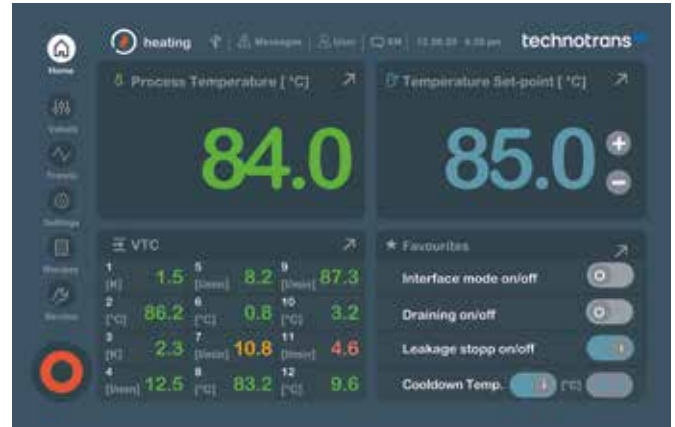 Home
heating
Messages
User
EN
technotrans
Process Temperature [ °C]
84.0
Temperature Set-point [ °C]
85.0
+
−
Trends
Settings
Recipes
Service
VTC
1 [K] 1.5
5 [l/min] 8.2
9 [l/min] 87.3
2 [°C] 86.2
6 [°C] 0.8
10 [°C] 3.2
3 [K] 2.3
7 [l/min] 10.8
11 [l/min] 4.6
4 [l/min] 12.5
8 [°C] 83.2
12 [°C] 9.6
Favourites
Interface mode on/off
Draining on/off
Leakage stopp on/off
Cooldown Temp. [°C]